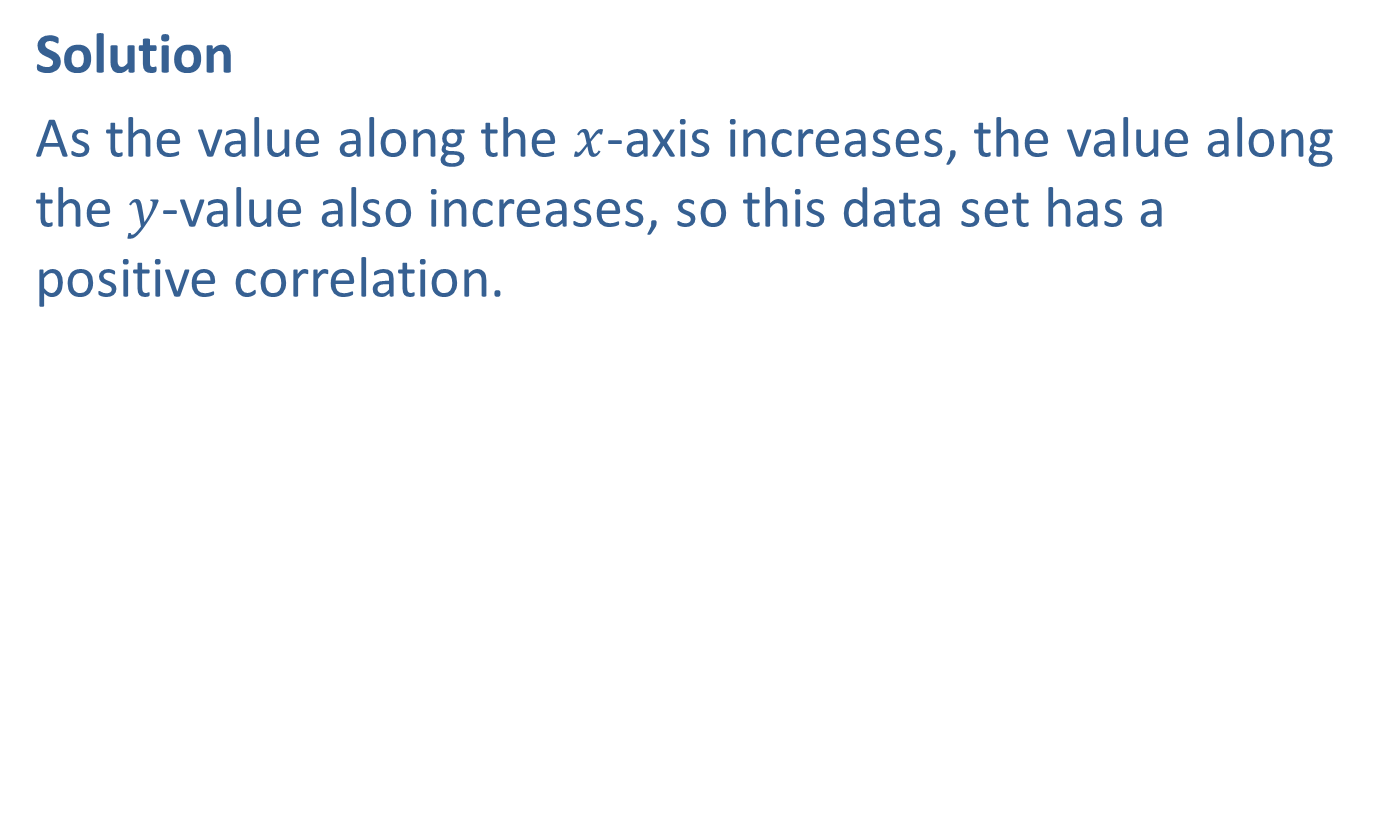 Solution
As the value along the x-axis increases, the value along
the y-value also increases, so this data set has a
positive correlation.